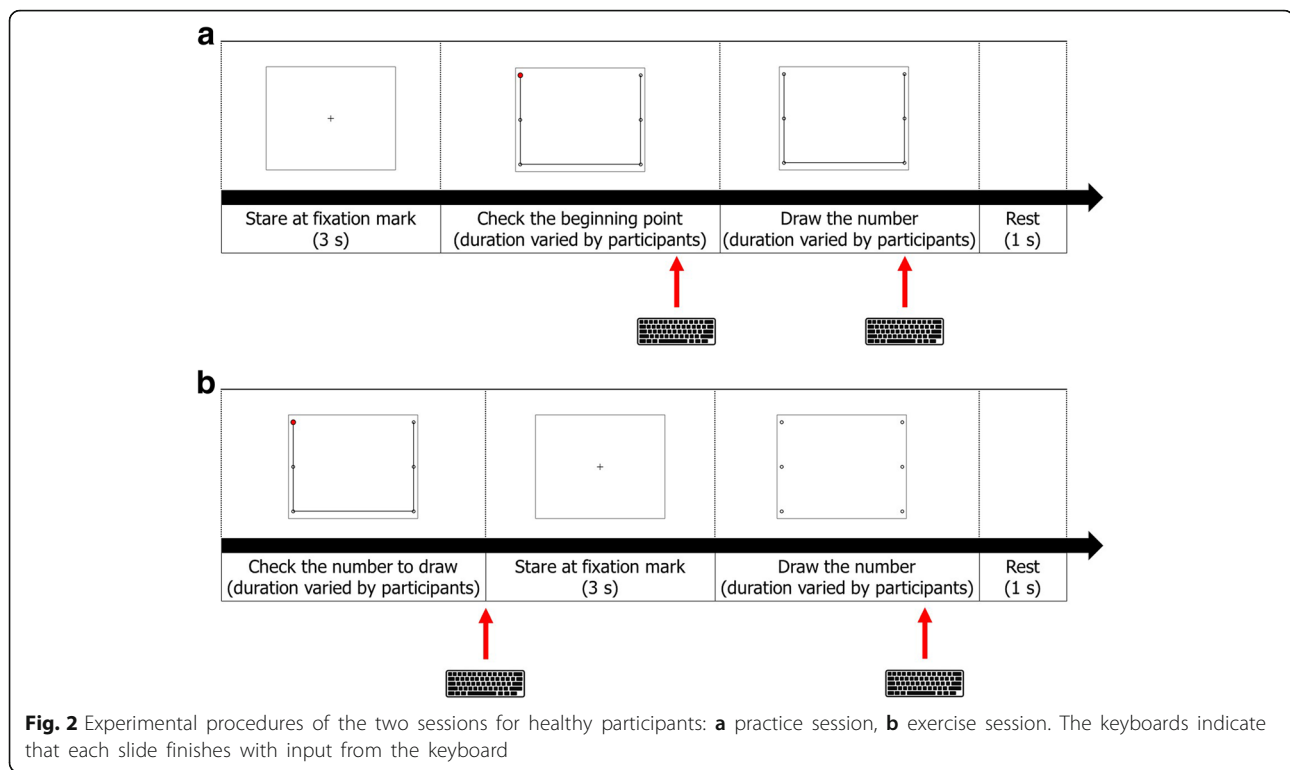 a
Stare at fixation mark
(3 s)
Check the beginning point
(duration varied by participants)
Draw the number
(duration varied by participants)
Rest
(1 s)
b
Check the number to draw
(duration varied by participants)
Stare at fixation mark
(3 s)
Draw the number
(duration varied by participants)
Rest
(1 s)
Fig. 2 Experimental procedures of the two sessions for healthy participants: a practice session, b exercise session. The keyboards indicate
that each slide finishes with input from the keyboard